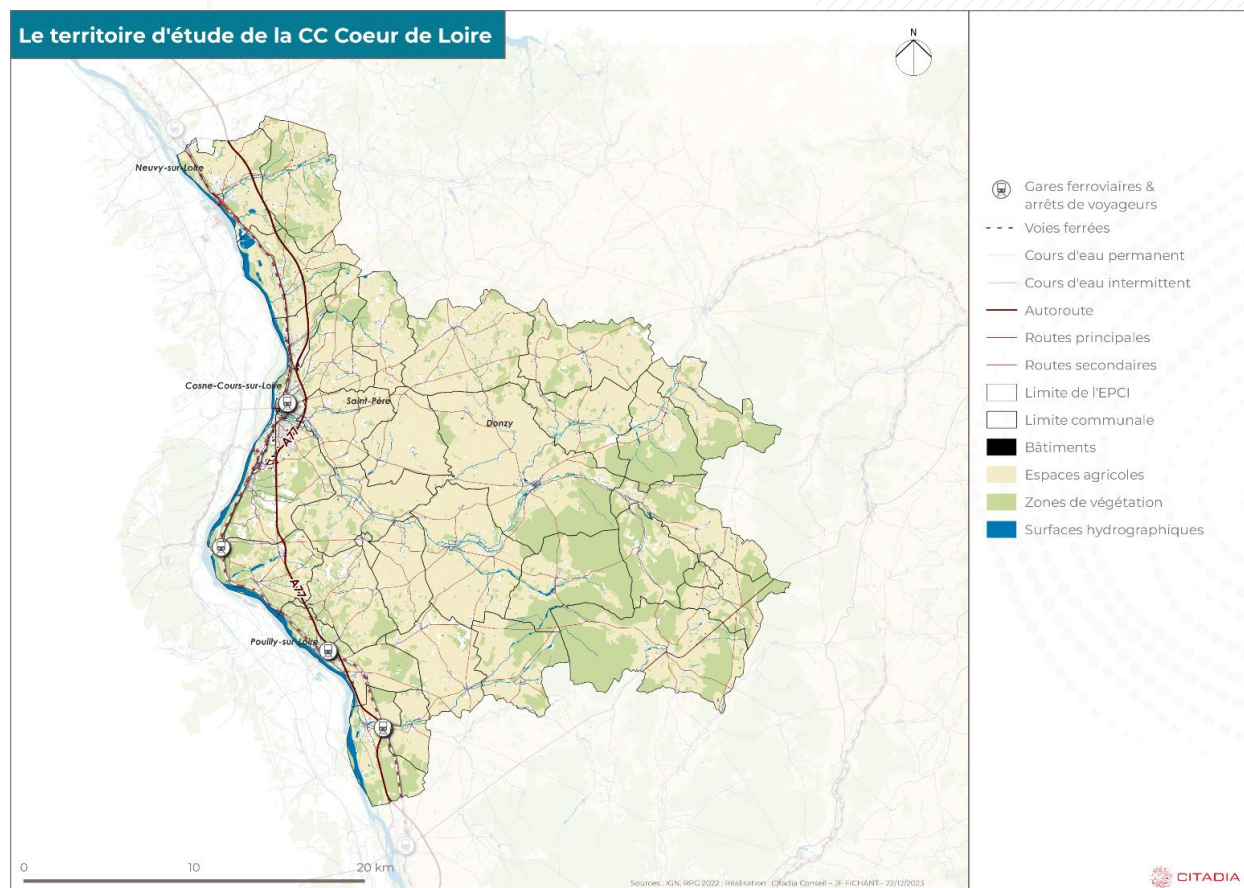 Le territoire d'étude de la CC Coeur de Loire
N
Neuvy-sur-Loire
Cosne-Cours-sur-Loire
Saint-Père
Donzy
A77
A77
Pouilly-sur-Loire
0 10 20 km
Sources : IGN, RPG 2022 ; Réalisation : Citadia Conseil - JF FICHANT - 22/12/2023
Gares ferroviaires &
arrêts de voyageurs
Voies ferrées
Cours d'eau permanent
Cours d'eau intermittent
Autoroute
Routes principales
Routes secondaires
Limite de l'EPCI
Limite communale
Bâtiments
Espaces agricoles
Zones de végétation
Surfaces hydrographiques
CITADIA